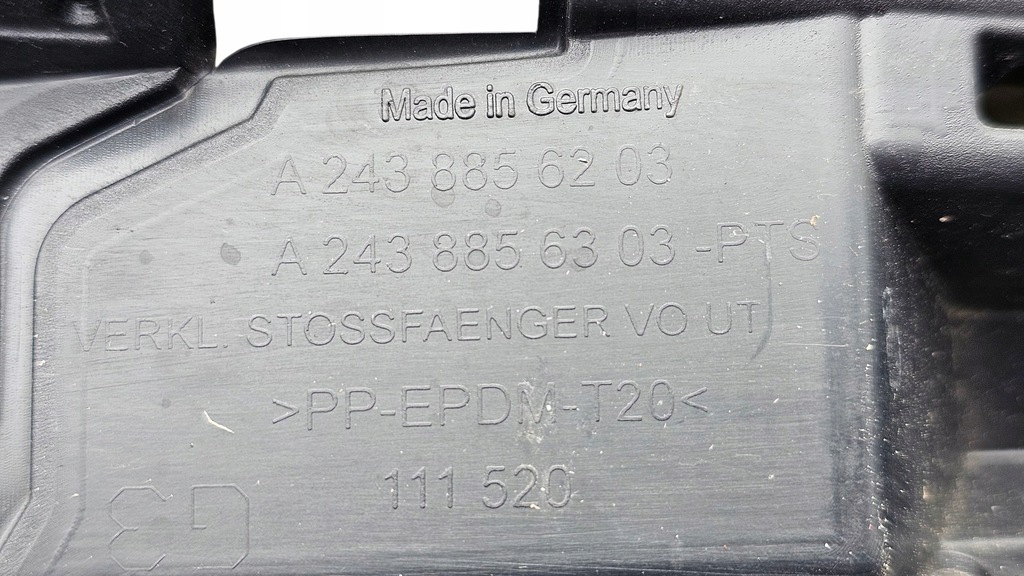 Made in Germany
A 243 885 62 03
A 243 885 63 03 -PTS
VERKL. STOSSFAENGER VO UT
>PP-EPDM-T20<
111 520